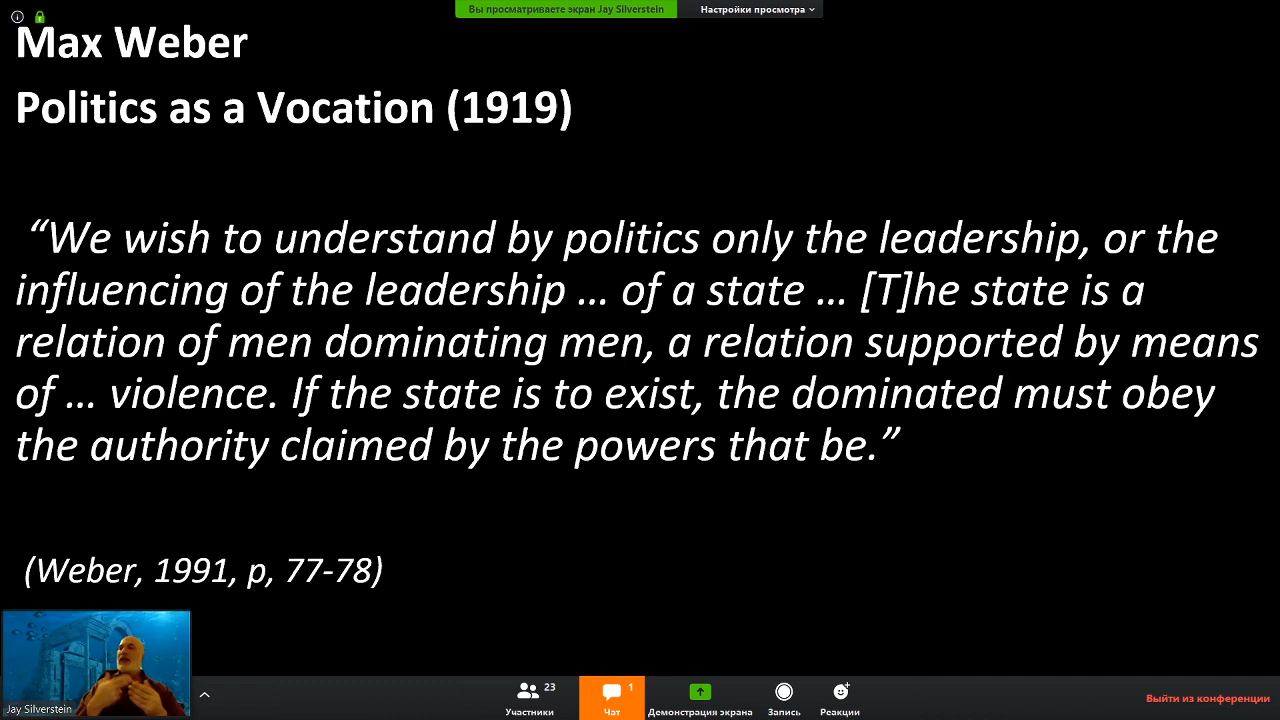 Вы просматриваете экран Jay Silverstein
Настройки просмотра
Max Weber
Politics as a Vocation (1919)
“We wish to understand by politics only the leadership, or the
influencing of the leadership … of a state … [T]he state is a
relation of men dominating men, a relation supported by means
of … violence. If the state is to exist, the dominated must obey
the authority claimed by the powers that be.”
(Weber, 1991, p, 77-78)
Jay Silverstein
23
Участники
1
Чат
Демонстрация экрана
Запись
Реакции
Выйти из конференции